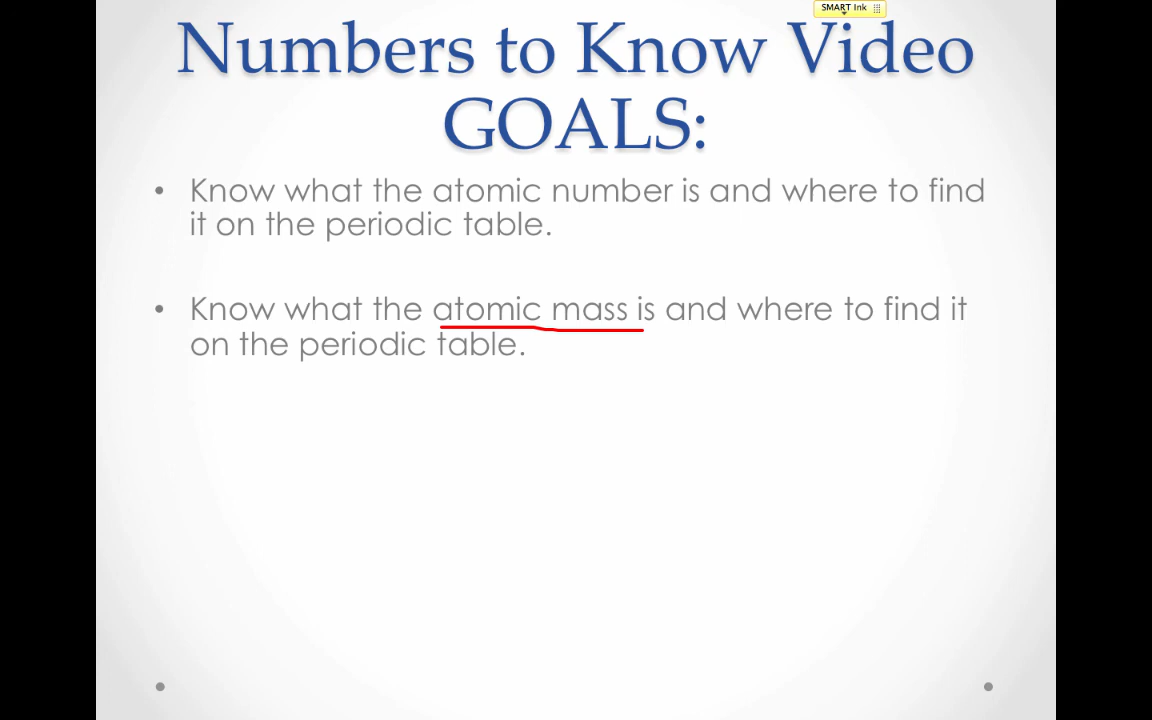 SMART Ink
Numbers to Know Video
GOALS:
• Know what the atomic number is and where to find
it on the periodic table.
• Know what the atomic mass is and where to find it
on the periodic table.